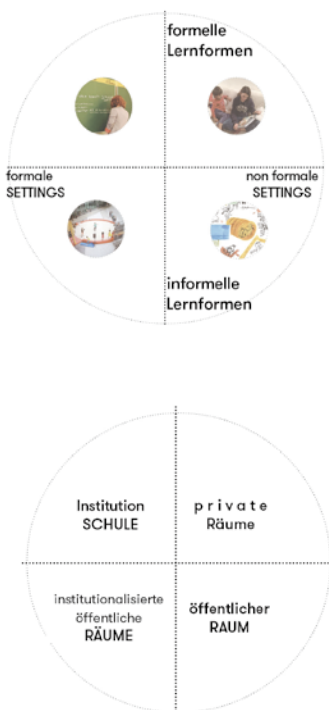 formelle
Lernformen
formale
SETTINGS
non formale
SETTINGS
informelle
Lernformen
Institution
SCHULE
private
Räume
institutionalisierte
öffentliche
RÄUME
öffentlicher
RAUM